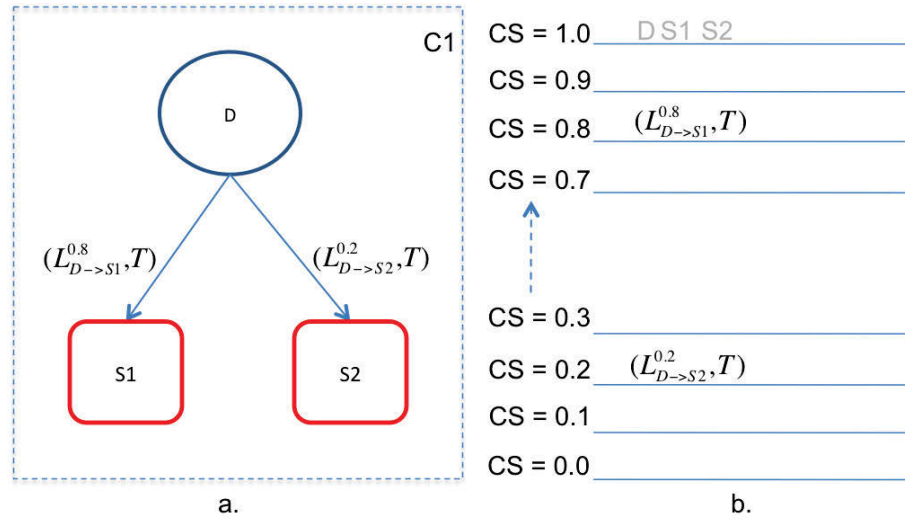 C1
D
(L^{0.8}_{D->S1},T)
(L^{0.2}_{D->S2},T)
S1
S2
a.
CS = 1.0 D S1 S2
CS = 0.9
CS = 0.8 (L^{0.8}_{D->S1},T)
CS = 0.7
CS = 0.3
CS = 0.2 (L^{0.2}_{D->S2},T)
CS = 0.1
CS = 0.0
b.